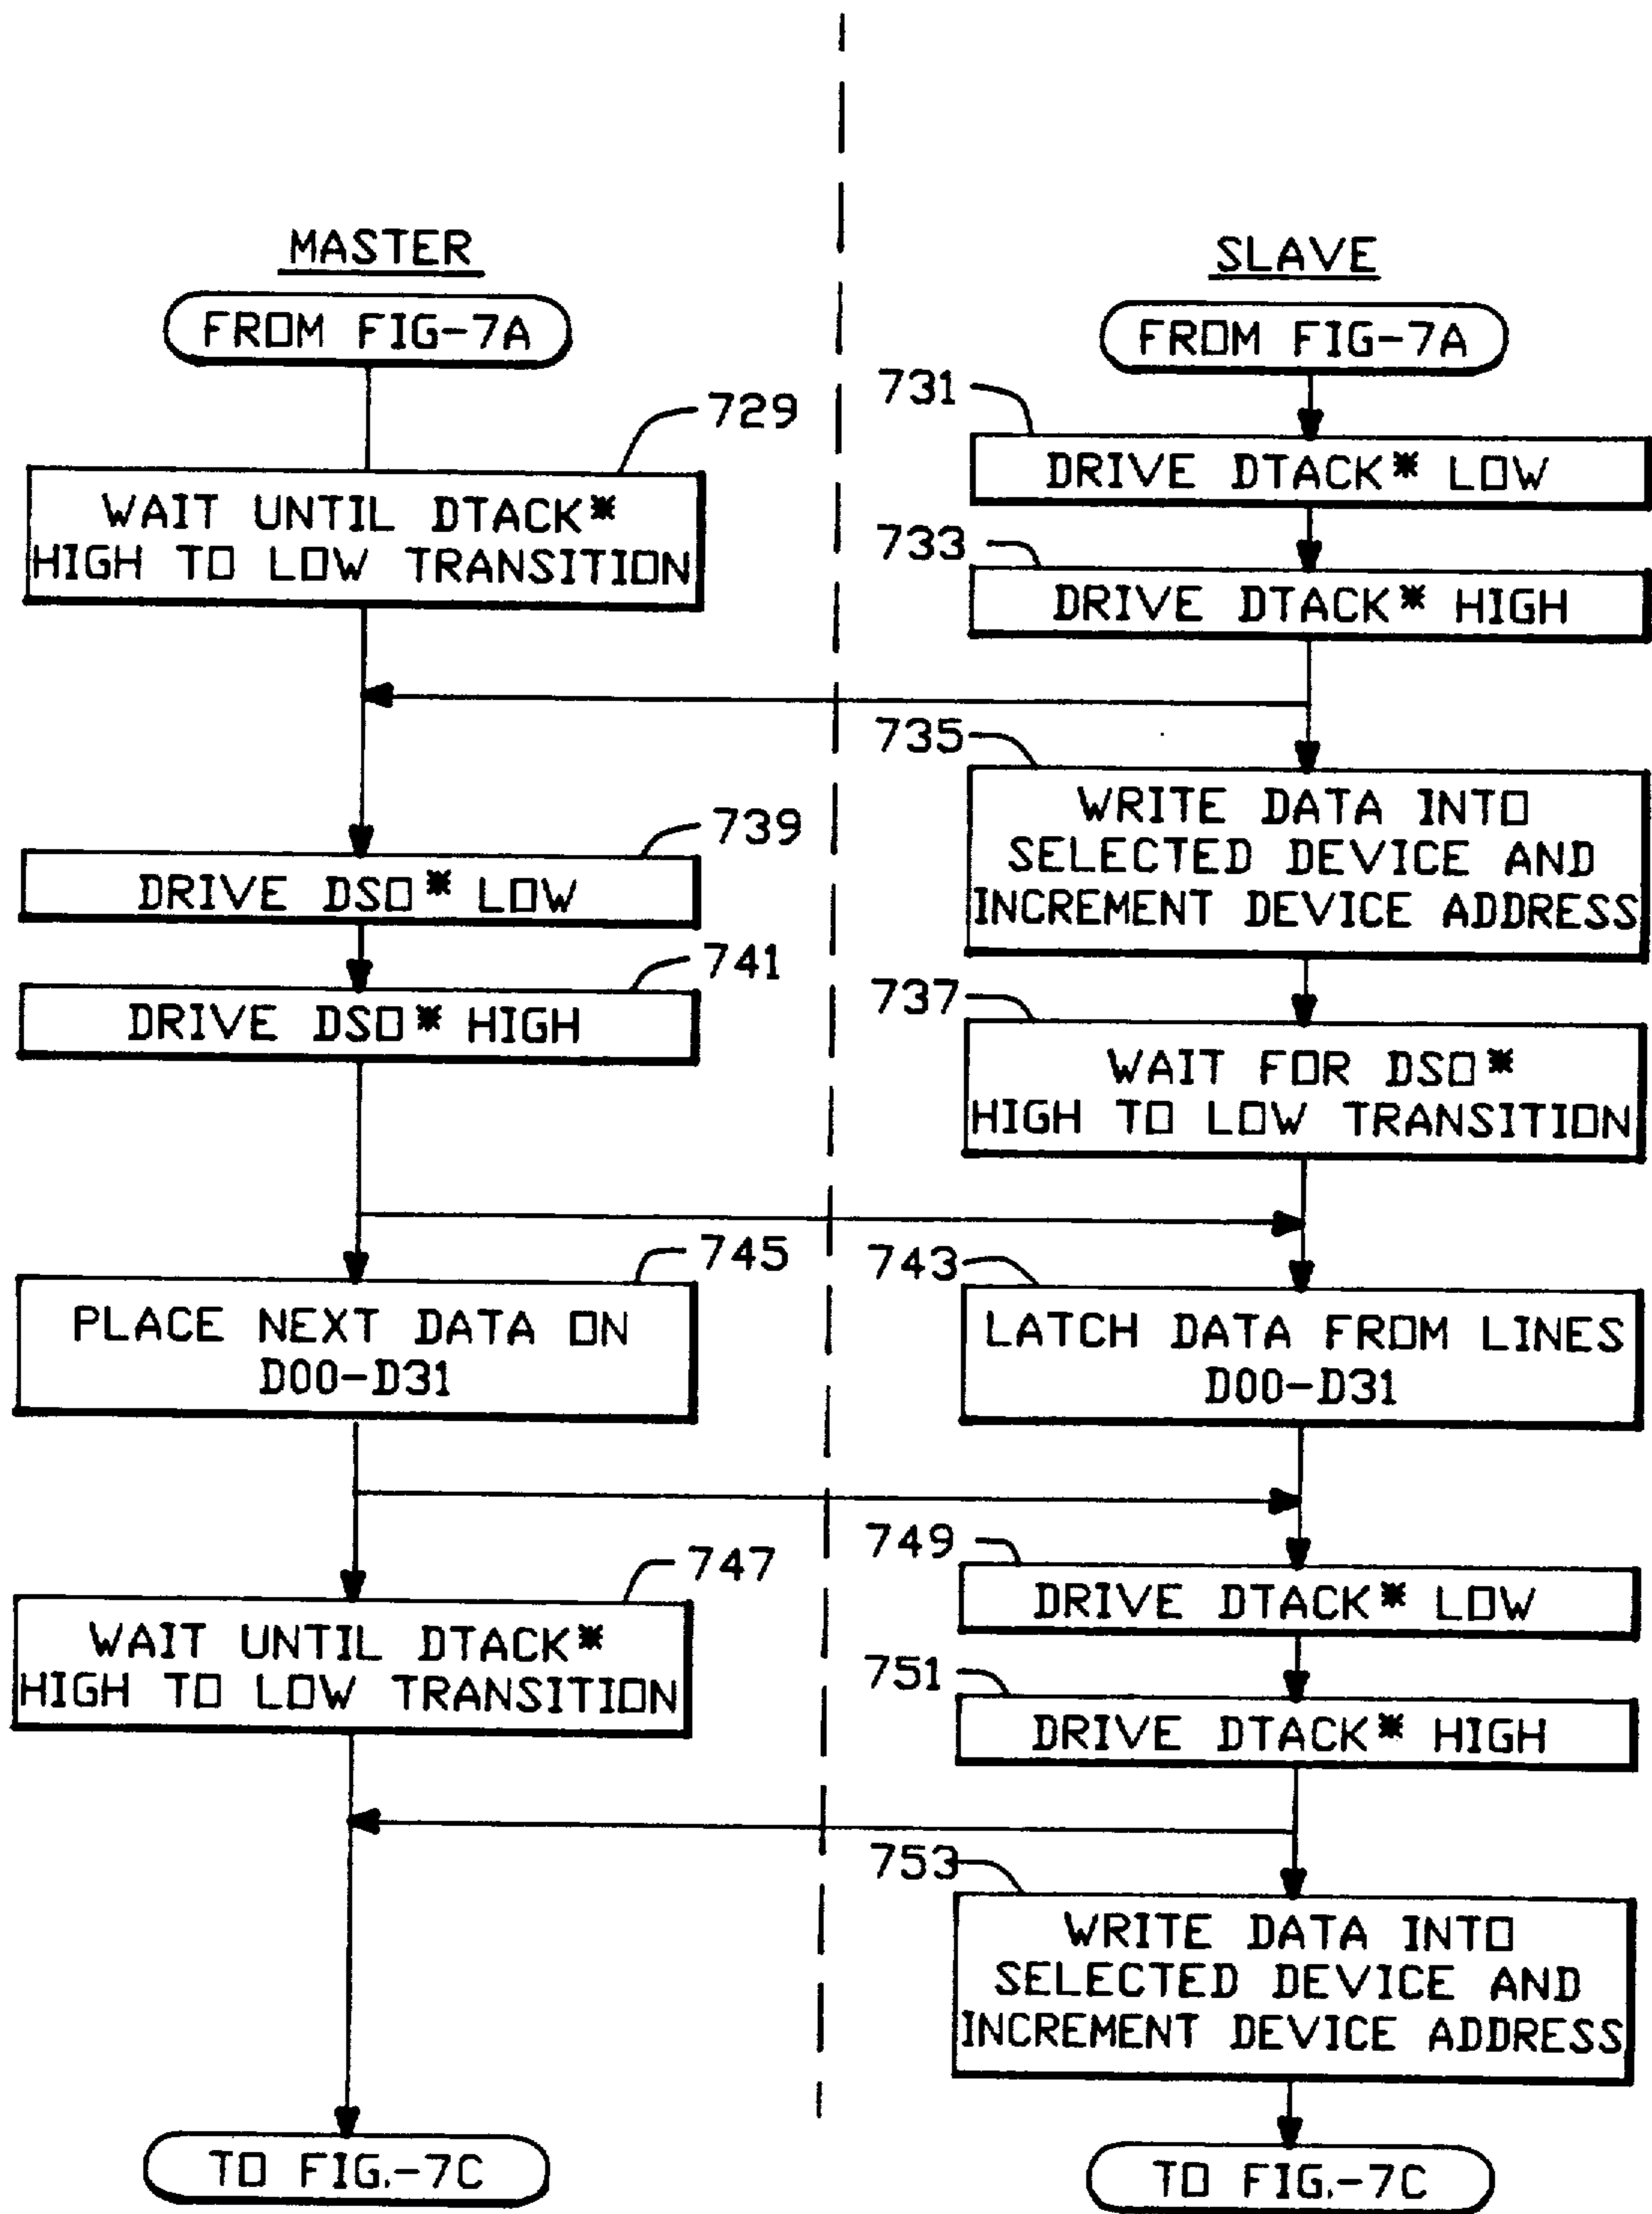 MASTER
FROM FIG-7A
729
WAIT UNTIL DTACK*
HIGH TO LOW TRANSITION
739
DRIVE DSO* LOW
741
DRIVE DSO* HIGH
745
PLACE NEXT DATA ON
D00-D31
747
WAIT UNTIL DTACK*
HIGH TO LOW TRANSITION
TO FIG.-7C
SLAVE
FROM FIG-7A
731
DRIVE DTACK* LOW
733
DRIVE DTACK* HIGH
735
WRITE DATA INTO
SELECTED DEVICE AND
INCREMENT DEVICE ADDRESS
737
WAIT FOR DSO*
HIGH TO LOW TRANSITION
743
LATCH DATA FROM LINES
D00-D31
749
DRIVE DTACK* LOW
751
DRIVE DTACK* HIGH
753
WRITE DATA INTO
SELECTED DEVICE AND
INCREMENT DEVICE ADDRESS
TO FIG.-7C